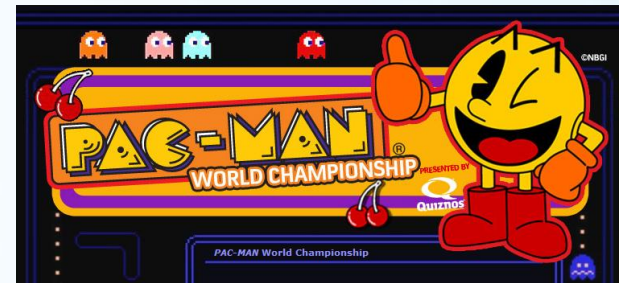 ©NBGI
PAC-MAN®
WORLD CHAMPIONSHIP
PRESENTED BY
Quiznos
PAC-MAN World Championship